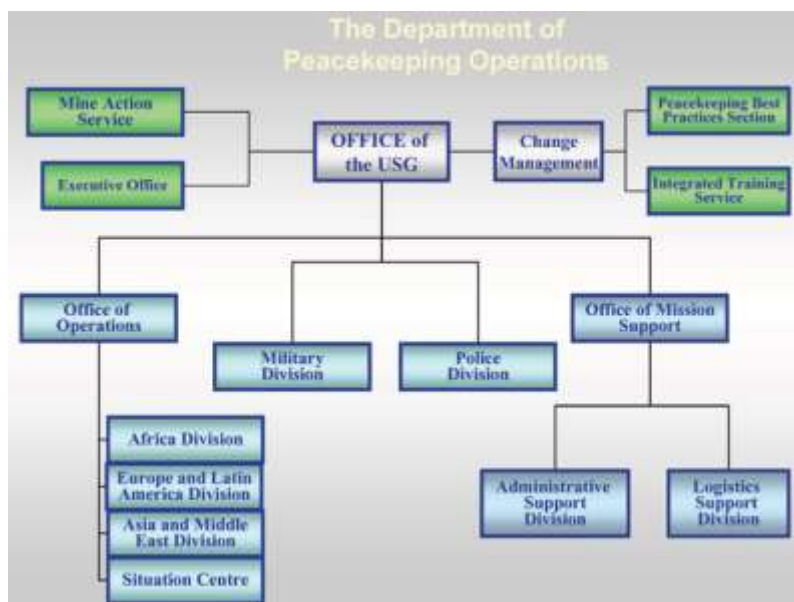 The Department of
Peacekeeping Operations
Mine Action
Service
Peacekeeping Best
Practices Section
OFFICE of
the USG
Change
Management
Executive Office
Integrated Training
Service
Office of
Operations
Office of Mission
Support
Military
Division
Police
Division
Africa Division
Europe and Latin
America Division
Asia and Middle
East Division
Situation Centre
Administrative
Support
Division
Logistics
Support
Division